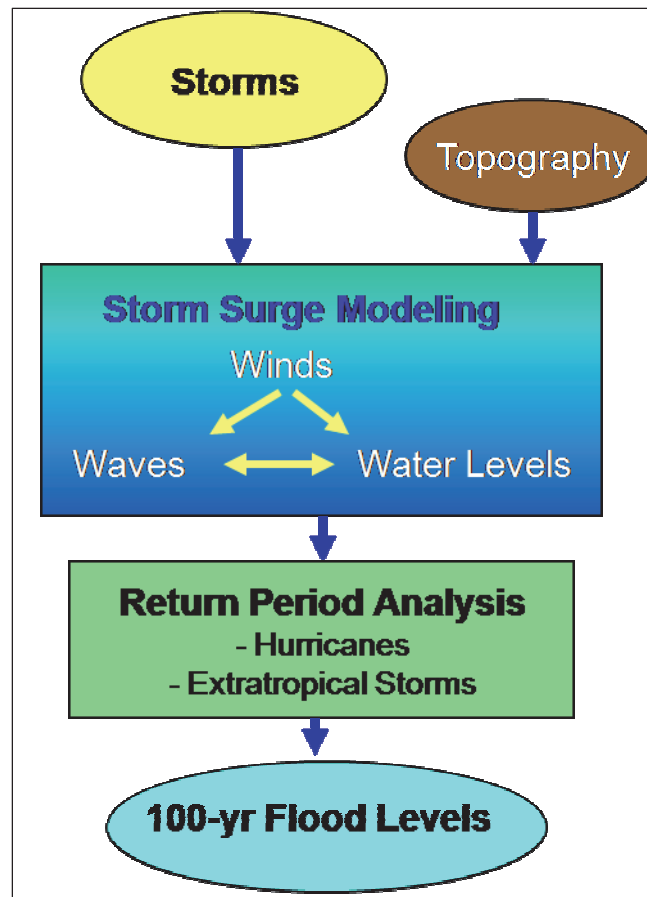 Storms
Topography
Storm Surge Modeling
Winds
Waves
Water Levels
Return Period Analysis
- Hurricanes
- Extratropical Storms
100-yr Flood Levels